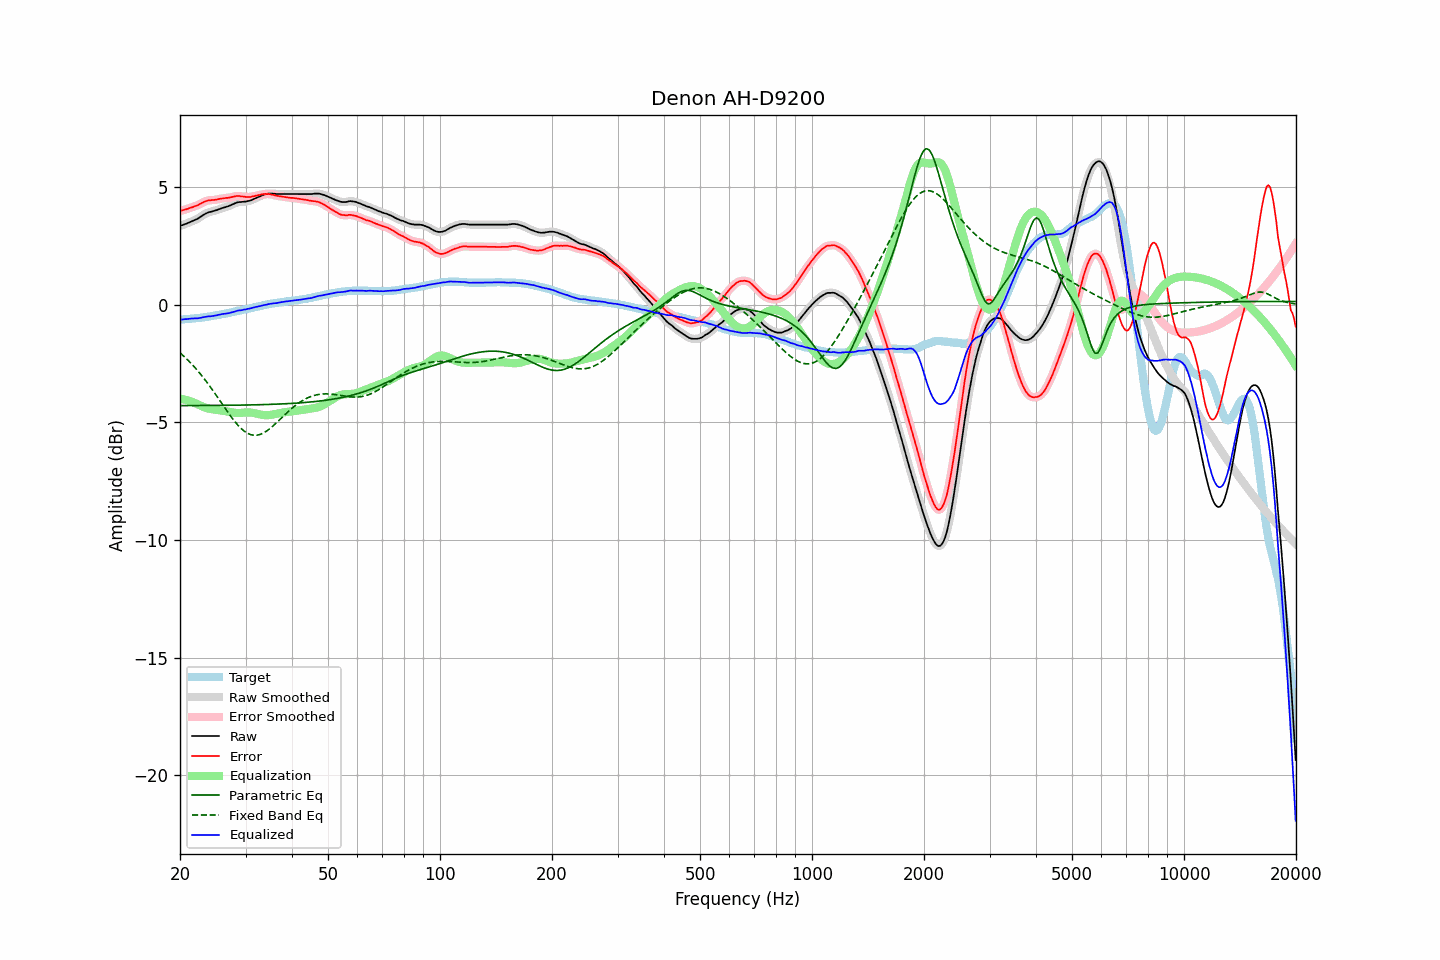 Denon AH-D9200
Amplitude (dBr)
5
0
−5
−10
−15
−20
Target
Raw Smoothed
Error Smoothed
Raw
Error
Equalization
Parametric Eq
Fixed Band Eq
Equalized
20 50 100 200 500 1000 2000 5000 10000 20000
Frequency (Hz)